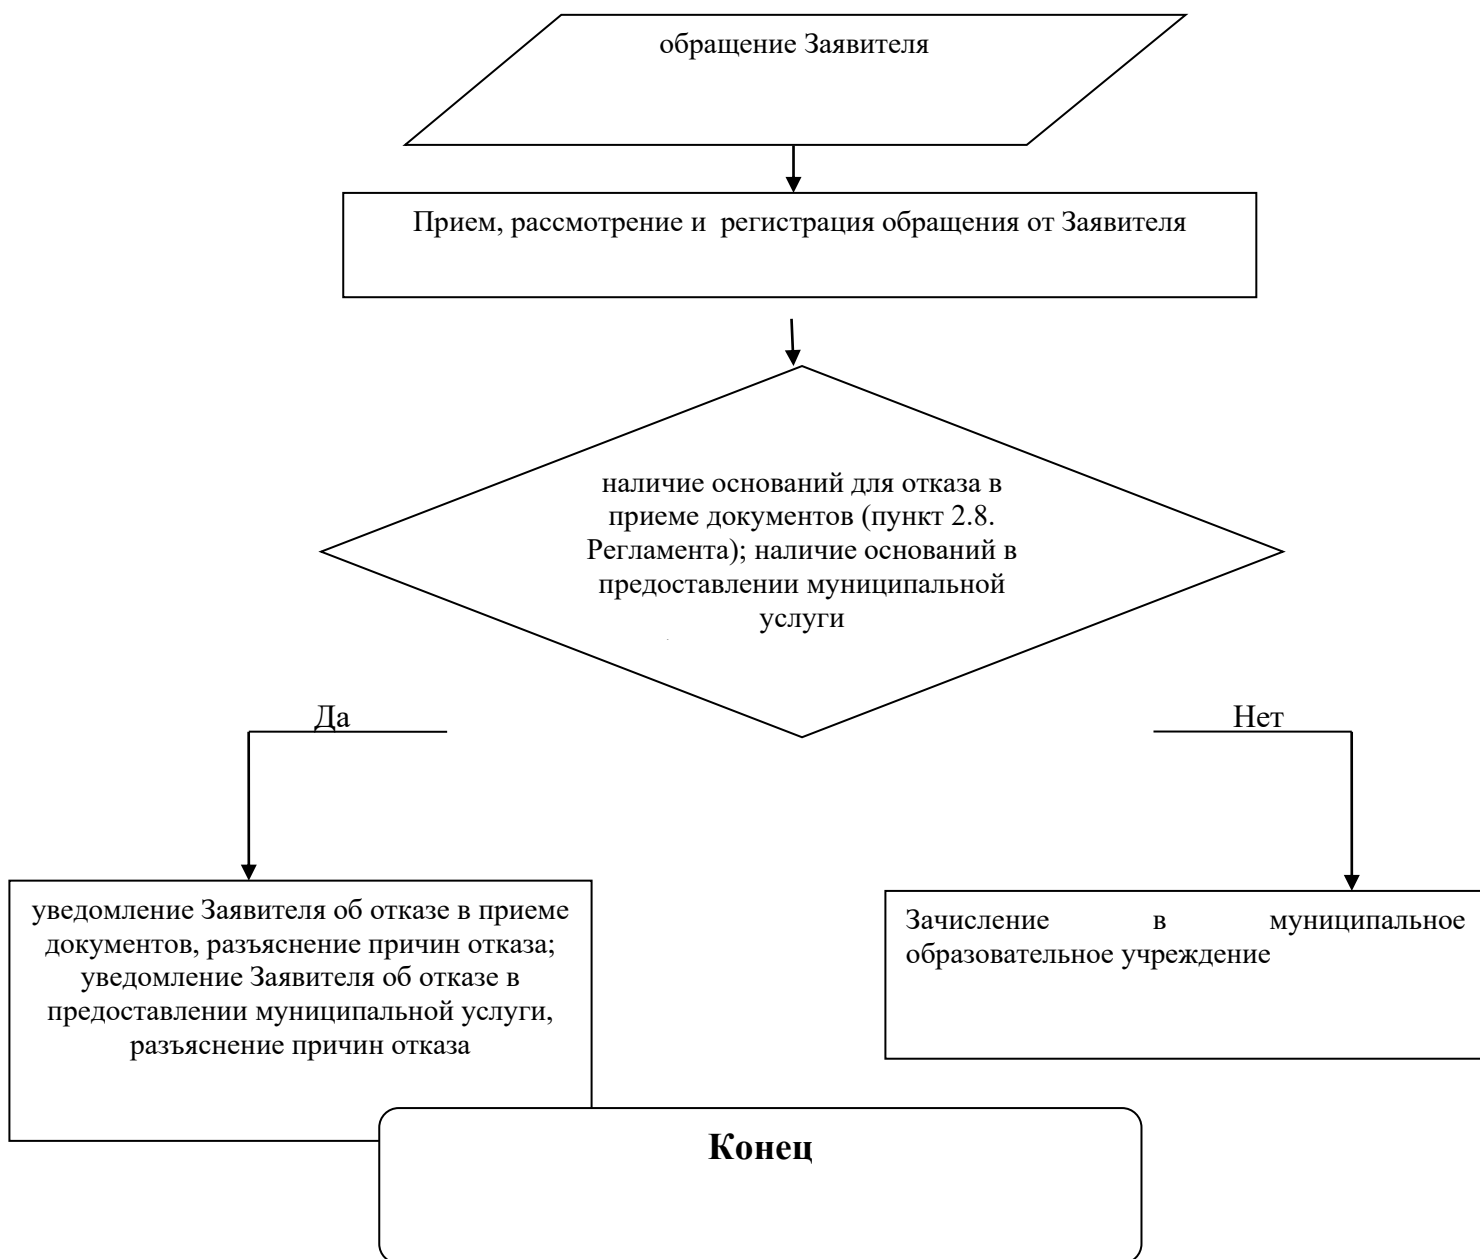 обращение Заявителя
Прием, рассмотрение и  регистрация обращения от Заявителя
наличие оснований для отказа в
приеме документов (пункт 2.8.
Регламента); наличие оснований в
предоставлении муниципальной
услуги
Да
Нет
уведомление Заявителя об отказе в приеме
документов, разъяснение причин отказа;
уведомление Заявителя об отказе в
предоставлении муниципальной услуги,
разъяснение причин отказа
Зачисление в муниципальное
образовательное учреждение
Конец